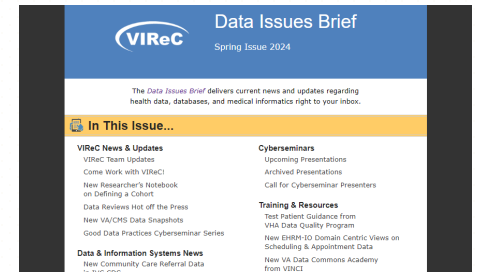 VIReC
Data Issues Brief
Spring Issue 2024
The Data Issues Brief delivers current news and updates regarding
health data, databases, and medical informatics right to your inbox.
In This Issue...
VIReC News & Updates
VIReC Team Updates
Come Work with VIReC!
New Researcher's Notebook
on Defining a Cohort
Data Reviews Hot off the Press
New VA/CMS Data Snapshots
Good Data Practices Cyberseminar Series
Data & Information Systems News
New Community Care Referral Data
Cyberseminars
Upcoming Presentations
Archived Presentations
Call for Cyberseminar Presenters
Training & Resources
Test Patient Guidance from
VHA Data Quality Program
New EHRM-IO Domain Centric Views on
Scheduling & Appointment Data
New VA Data Commons Academy
from VINCI